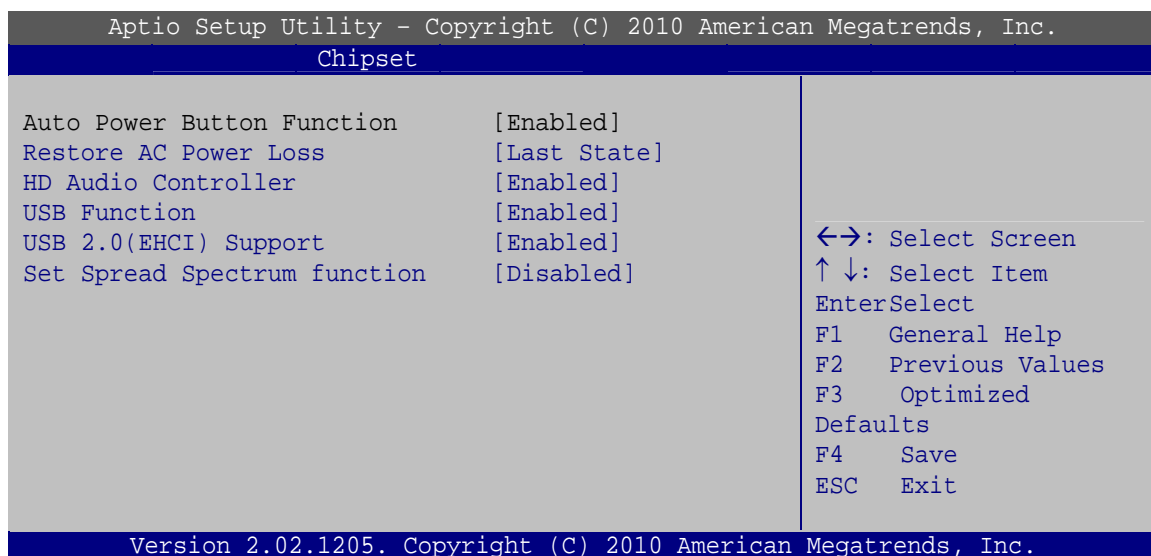 Aptio Setup Utility – Copyright (C) 2010 American Megatrends, Inc.
Chipset
Auto Power Button Function [Enabled]
Restore AC Power Loss [Last State]
HD Audio Controller [Enabled]
USB Function [Enabled]
USB 2.0(EHCI) Support [Enabled]
Set Spread Spectrum function [Disabled]
←→: Select Screen
↑ ↓: Select Item
EnterSelect
F1 General Help
F2 Previous Values
F3 Optimized
Defaults
F4 Save
ESC Exit
Version 2.02.1205. Copyright (C) 2010 American Megatrends, Inc.